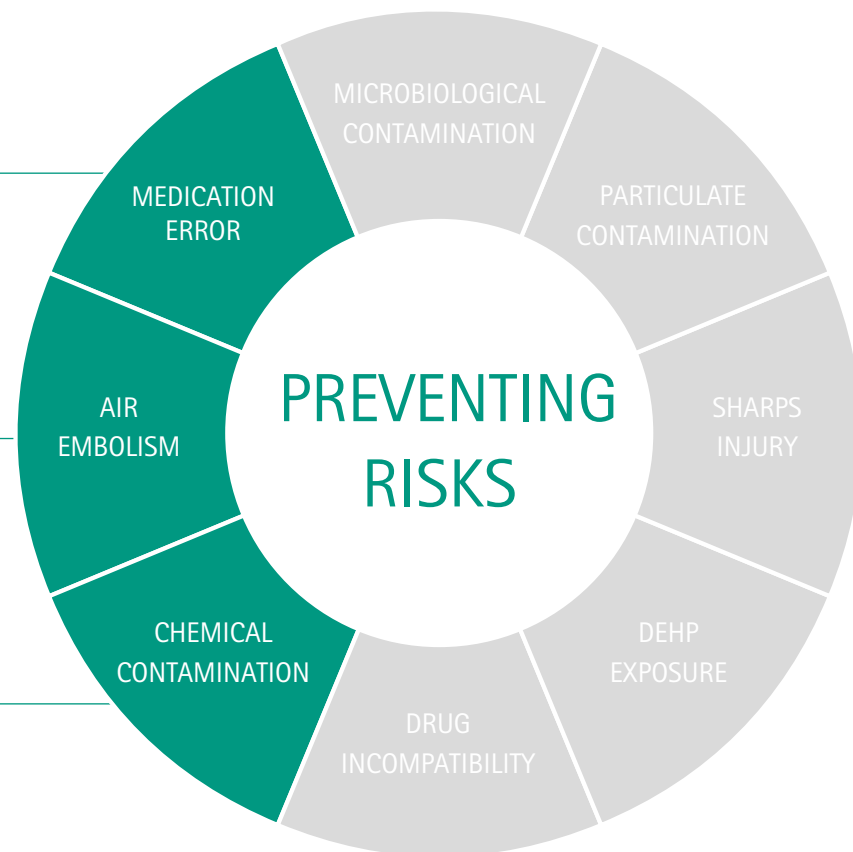 MICROBIOLOGICAL
CONTAMINATION
PARTICULATE
CONTAMINATION
SHARPS
INJURY
DEHP
EXPOSURE
DRUG
INCOMPATIBILITY
CHEMICAL
CONTAMINATION
AIR
EMBOLISM
MEDICATION
ERROR
PREVENTING
RISKS